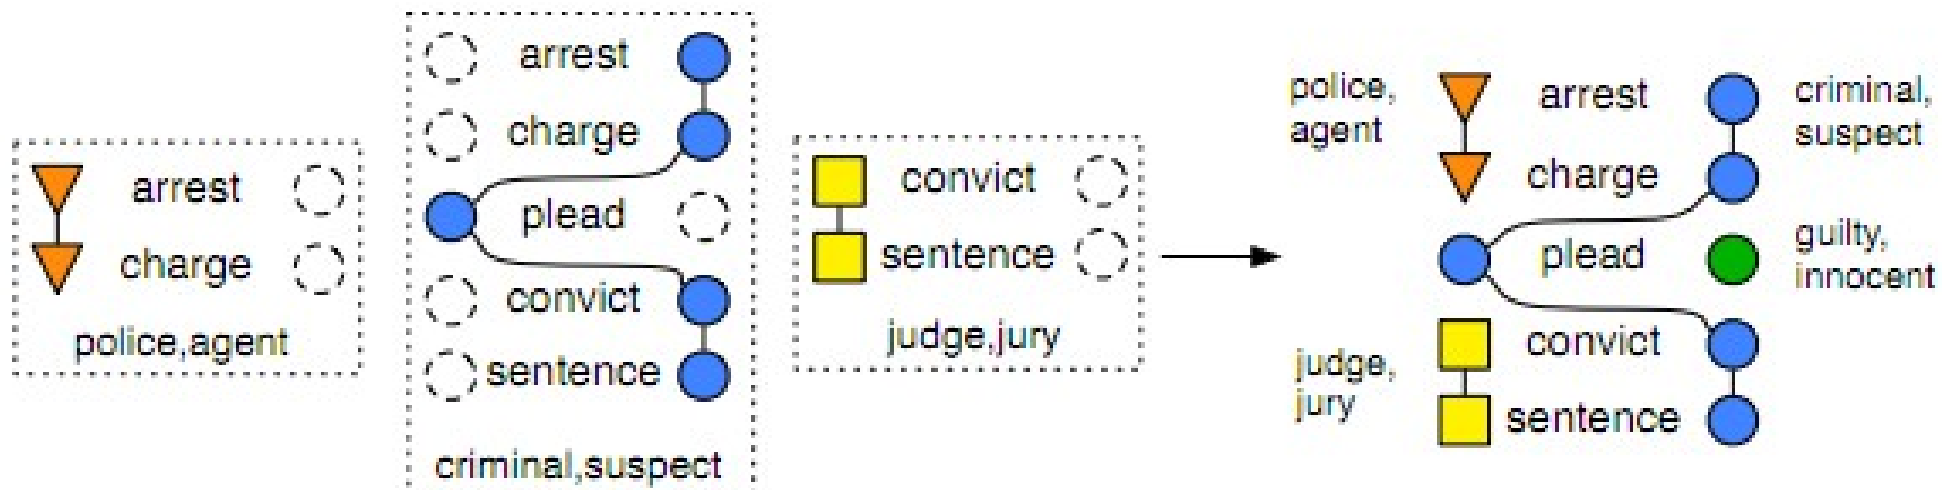 arrest
charge
police,agent
arrest
charge
plead
convict
sentence
criminal,suspect
convict
sentence
judge,jury
police,
agent
arrest
charge
plead
convict
sentence
criminal,
suspect
guilty,
innocent
judge,
jury